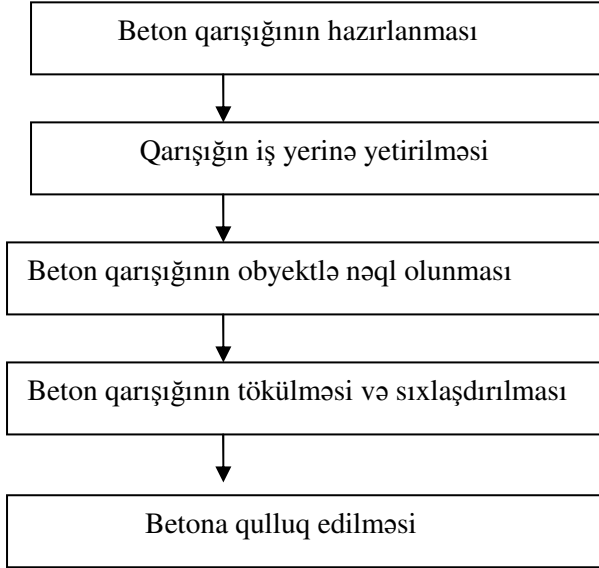 Beton qarışığının hazırlanması
Qarışığın iş yerinə yetirilməsi
Beton qarışığının obyektlə nəql olunması
Beton qarışığının tökülməsi və sıxlaşdırılması
Betona qulluq edilməsi